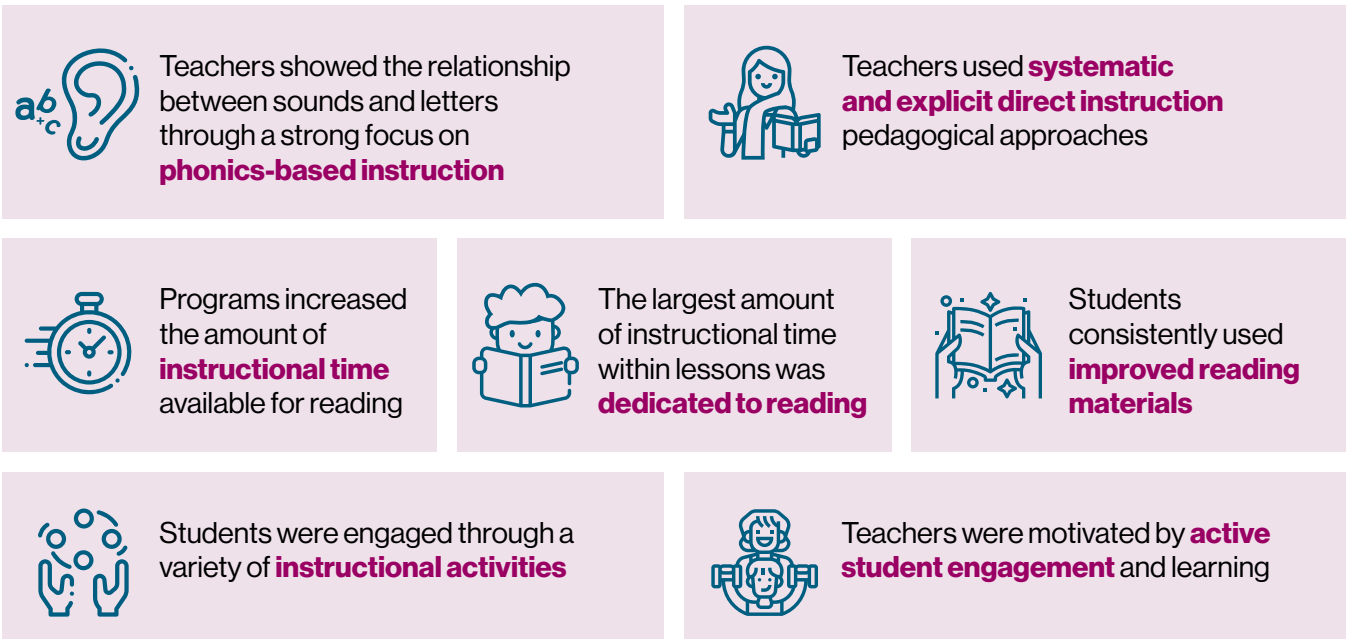 a b + c
Teachers showed the relationship
between sounds and letters
through a strong focus on
phonics-based instruction
Teachers used systematic
and explicit direct instruction
pedagogical approaches
Programs increased
the amount of
instructional time
available for reading
The largest amount
of instructional time
within lessons was
dedicated to reading
Students
consistently used
improved reading
materials
Students were engaged through a
variety of instructional activities
Teachers were motivated by active
student engagement and learning